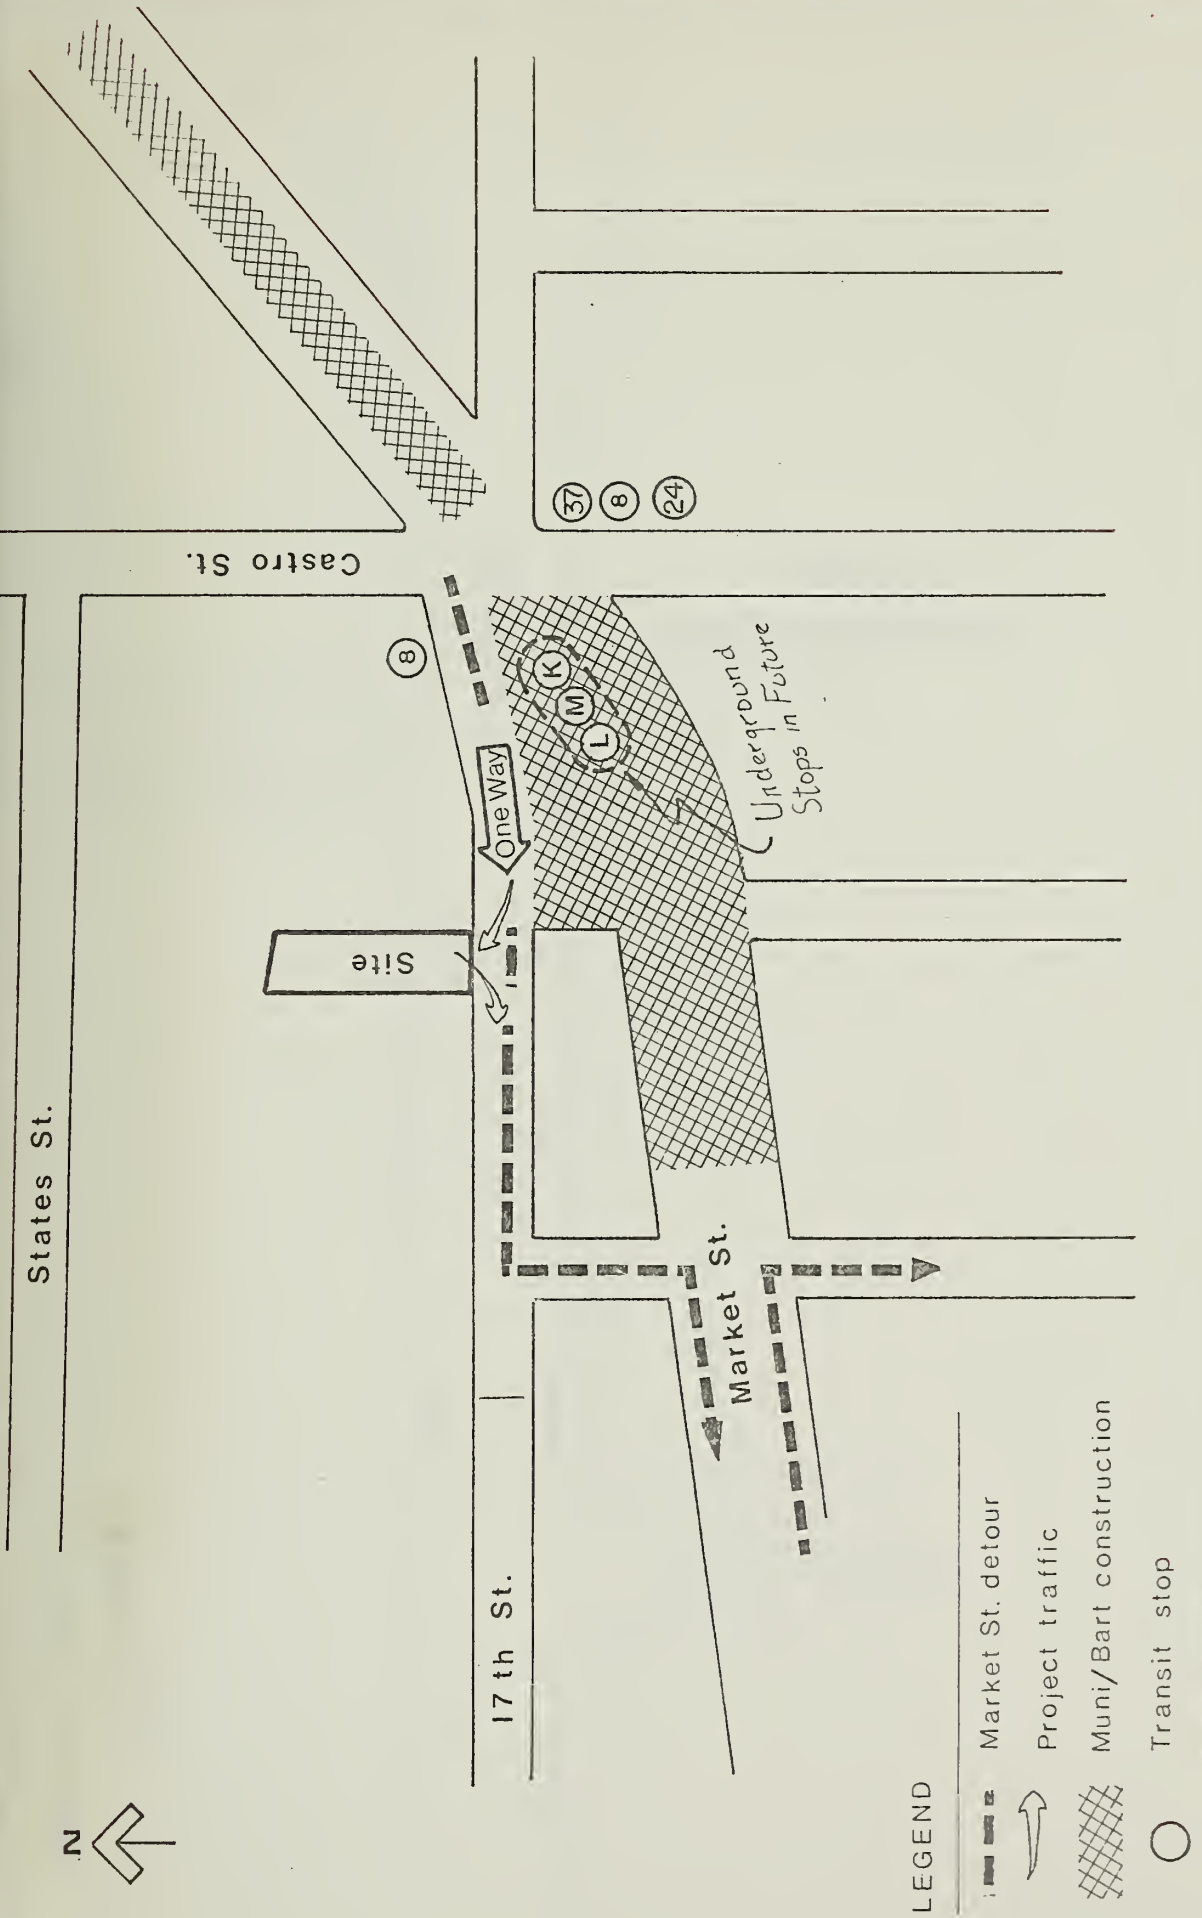 N
States St.
Castro St.
8
37
8
24
K
M
L
One Way
Site
Underground
Stops in Future
17th St.
Market St.
LEGEND
Market St. detour
Project traffic
Muni/Bart construction
Transit stop